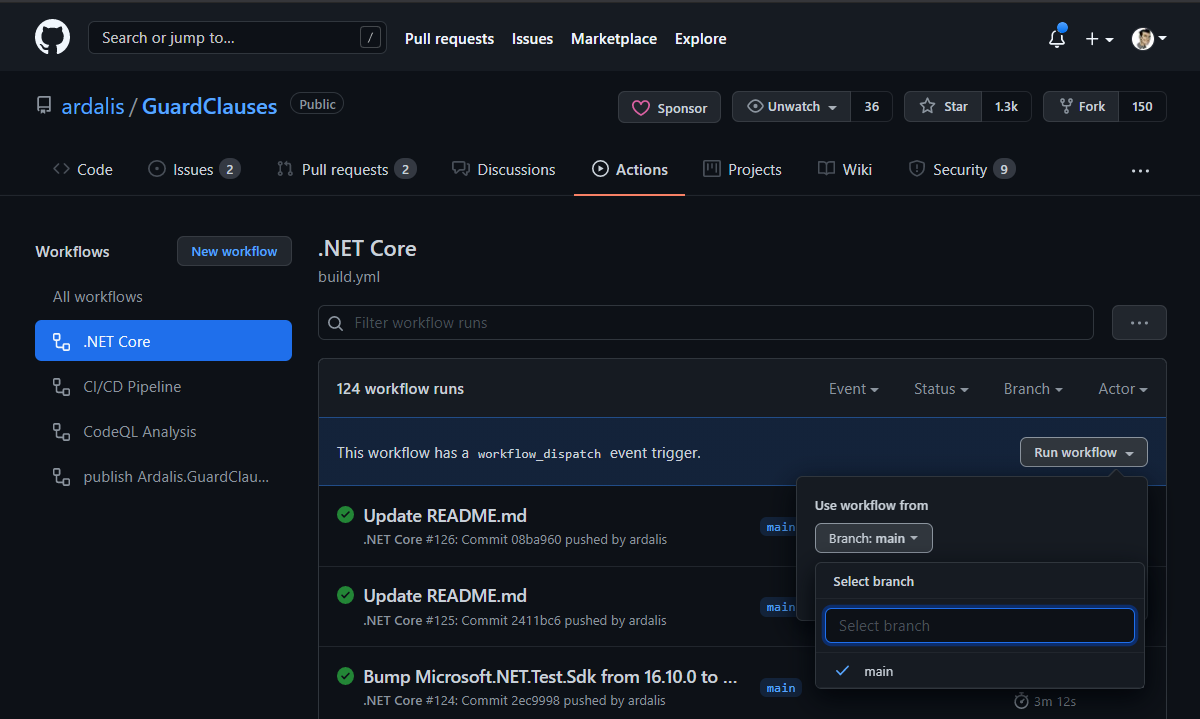 Search or jump to... / Pull requests Issues Marketplace Explore
ardalis / GuardClauses Public Sponsor Unwatch 36 Star 1.3k Fork 150
Code Issues 2 Pull requests 2 Discussions Actions Projects Wiki Security 9 ...
Workflows New workflow
All workflows
.NET Core
CI/CD Pipeline
CodeQL Analysis
publish Ardalis.GuardClau...
.NET Core
build.yml
Filter workflow runs ...
124 workflow runs Event Status Branch Actor
This workflow has a workflow_dispatch event trigger. Run workflow
Update README.md main
.NET Core #126: Commit 08ba960 pushed by ardalis
Update README.md main
.NET Core #125: Commit 2411bc6 pushed by ardalis
Bump Microsoft.NET.Test.Sdk from 16.10.0 to ... main
.NET Core #124: Commit 2ec9998 pushed by ardalis 3m 12s
Use workflow from
Branch: main
Select branch
Select branch
main